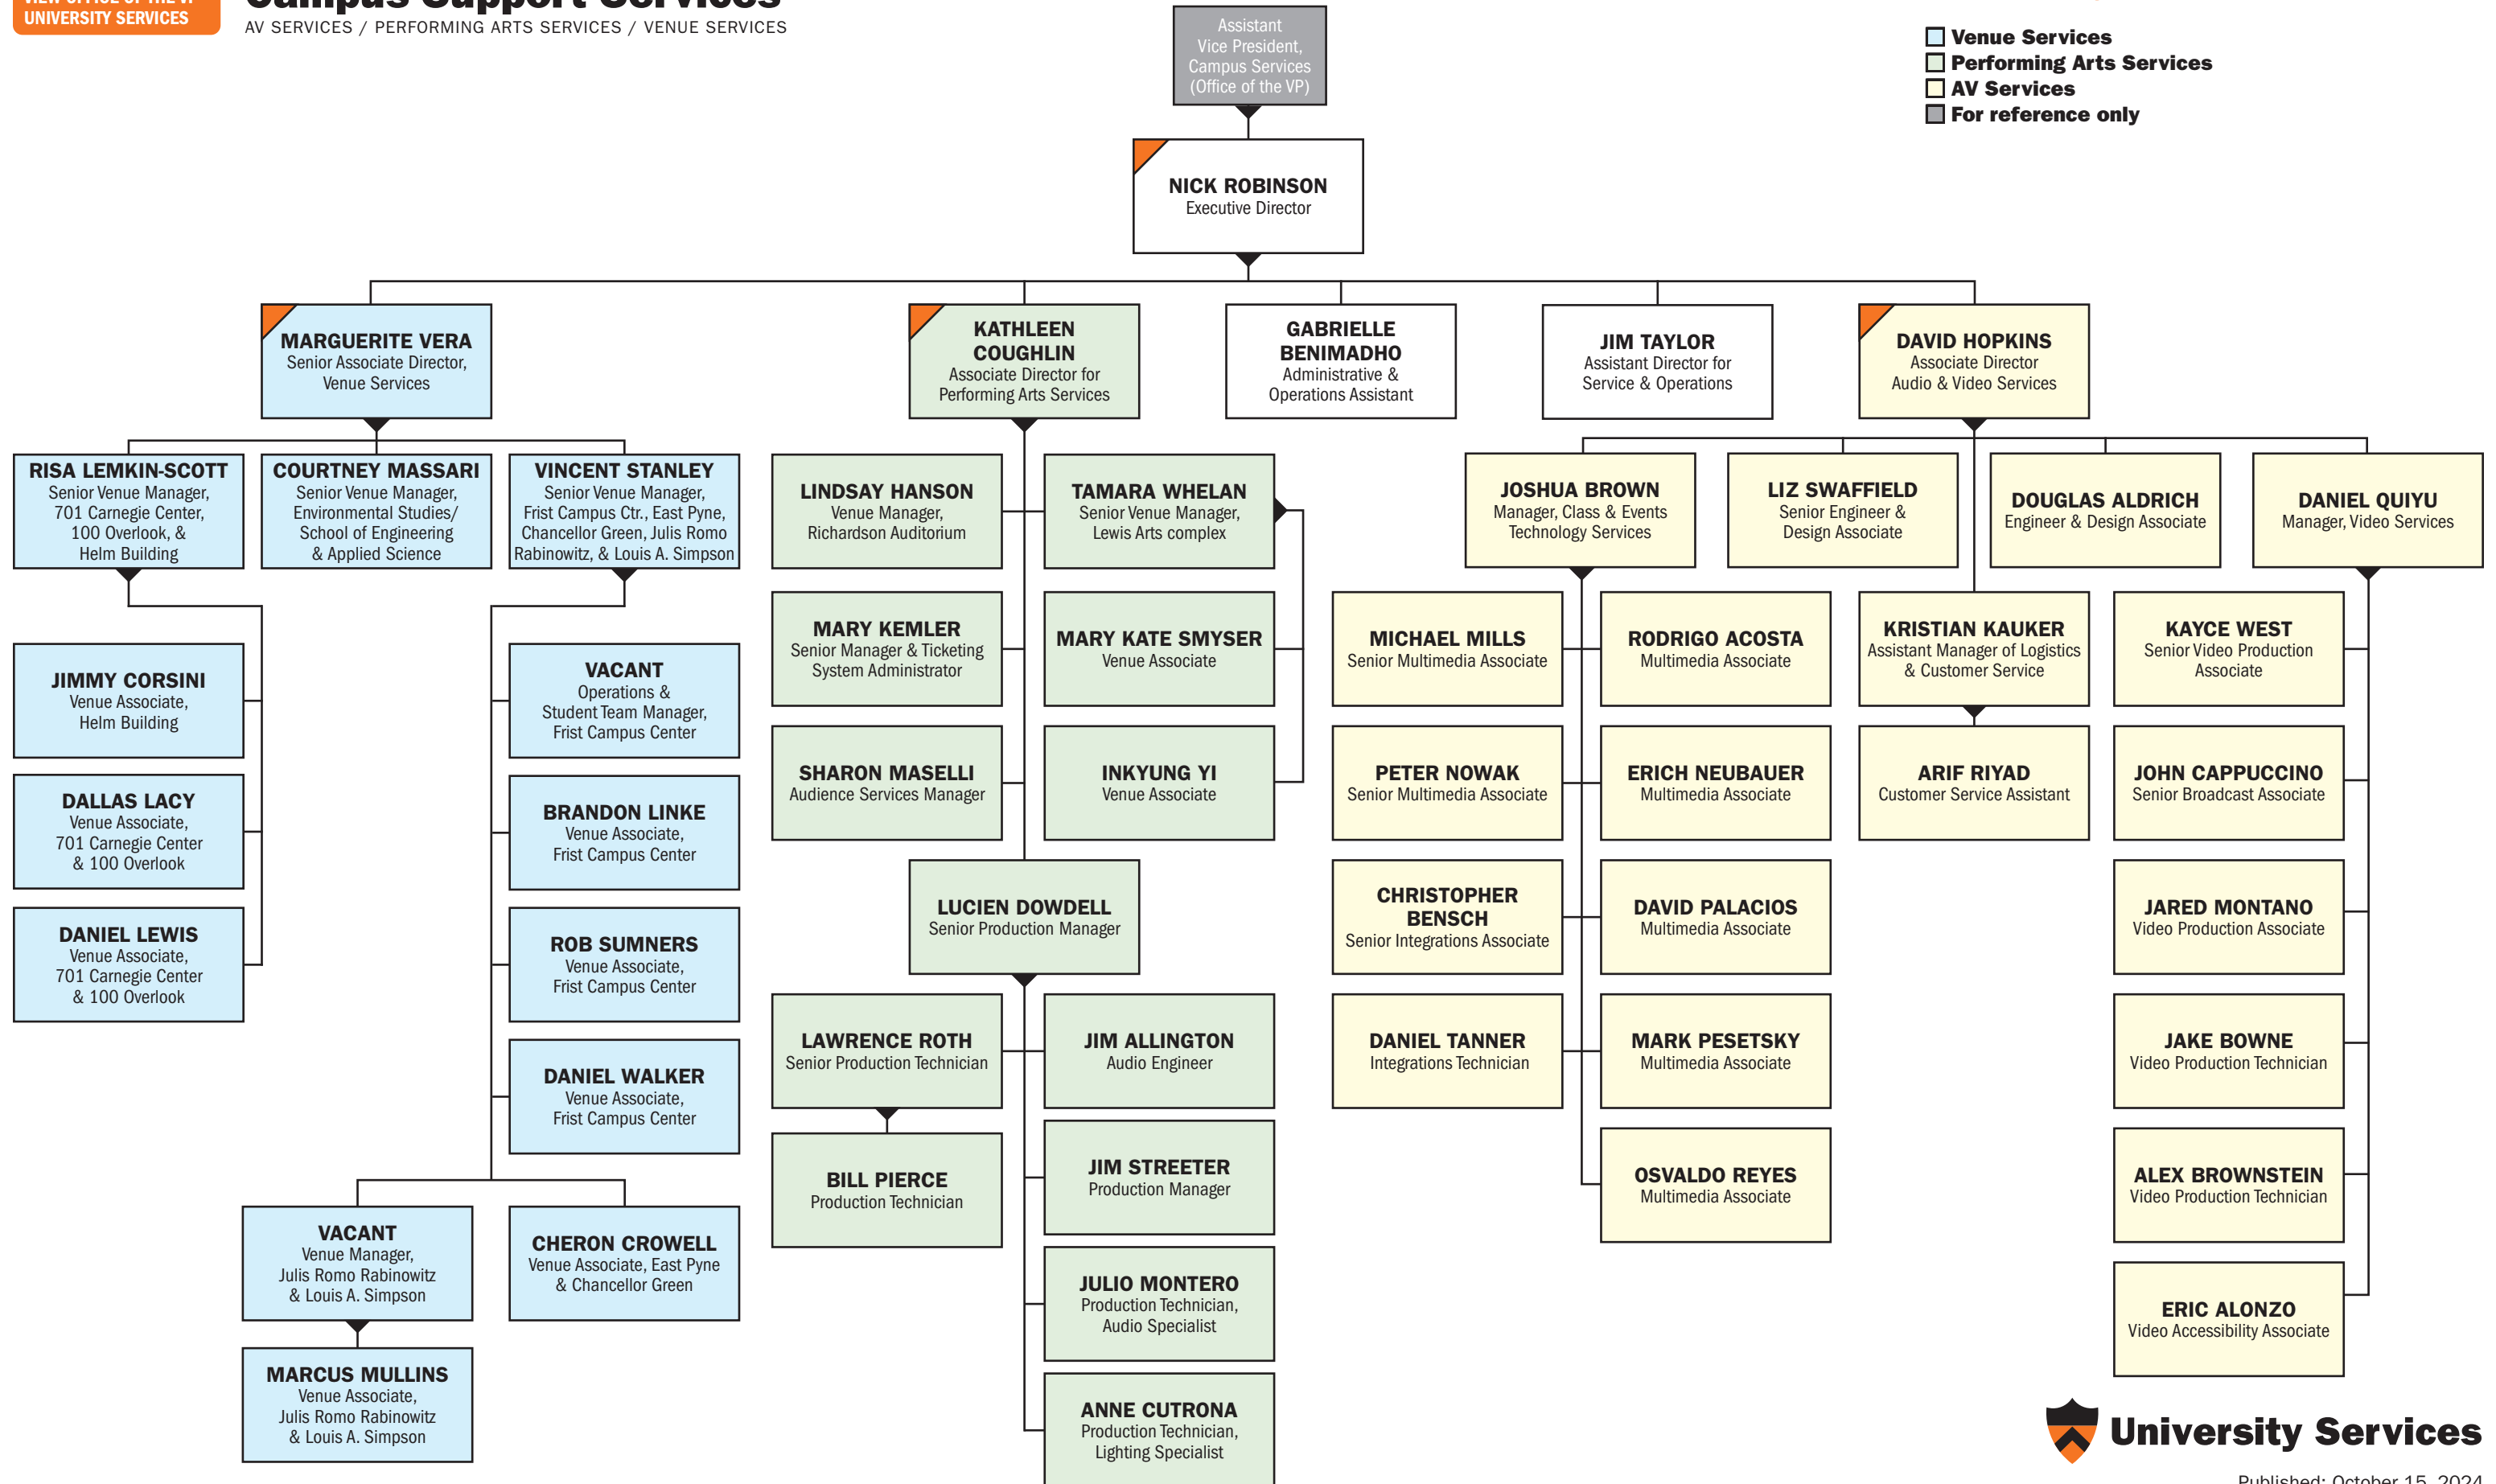 VIEW OFFICE OF THE VP
UNIVERSITY SERVICES
Campus Support Services
AV SERVICES / PERFORMING ARTS SERVICES / VENUE SERVICES
Venue Services
Performing Arts Services
AV Services
For reference only
Assistant
Vice President,
Campus Services
(Office of the VP)
NICK ROBINSON
Executive Director
MARGUERITE VERA
Senior Associate Director,
Venue Services
KATHLEEN
COUGHLIN
Associate Director for
Performing Arts Services
GABRIELLE
BENIMADHO
Administrative &
Operations Assistant
JIM TAYLOR
Assistant Director for
Service & Operations
DAVID HOPKINS
Associate Director
Audio & Video Services
RISA LEMKIN-SCOTT
Senior Venue Manager,
701 Carnegie Center,
100 Overlook, &
Helm Building
COURTNEY MASSARI
Senior Venue Manager,
Environmental Studies/
School of Engineering
& Applied Science
VINCENT STANLEY
Senior Venue Manager,
Frist Campus Ctr., East Pyne,
Chancellor Green, Julis Romo
Rabinowitz, & Louis A. Simpson
LINDSAY HANSON
Venue Manager,
Richardson Auditorium
TAMARA WHELAN
Senior Venue Manager,
Lewis Arts complex
JOSHUA BROWN
Manager, Class & Events
Technology Services
LIZ SWAFFIELD
Senior Engineer &
Design Associate
DOUGLAS ALDRICH
Engineer & Design Associate
DANIEL QUIYU
Manager, Video Services
JIMMY CORSINI
Venue Associate,
Helm Building
DALLAS LACY
Venue Associate,
701 Carnegie Center
& 100 Overlook
DANIEL LEWIS
Venue Associate,
701 Carnegie Center
& 100 Overlook
VACANT
Operations &
Student Team Manager,
Frist Campus Center
BRANDON LINKE
Venue Associate,
Frist Campus Center
ROB SUMNERS
Venue Associate,
Frist Campus Center
DANIEL WALKER
Venue Associate,
Frist Campus Center
VACANT
Venue Manager,
Julis Romo Rabinowitz
& Louis A. Simpson
CHERON CROWELL
Venue Associate, East Pyne
& Chancellor Green
MARCUS MULLINS
Venue Associate,
Julis Romo Rabinowitz
& Louis A. Simpson
MARY KEMLER
Senior Manager & Ticketing
System Administrator
MARY KATE SMYSER
Venue Associate
SHARON MASELLI
Audience Services Manager
INKYUNG YI
Venue Associate
LUCIEN DOWDELL
Senior Production Manager
LAWRENCE ROTH
Senior Production Technician
JIM ALLINGTON
Audio Engineer
BILL PIERCE
Production Technician
JIM STREETER
Production Manager
JULIO MONTERO
Production Technician,
Audio Specialist
ANNE CUTRONA
Production Technician,
Lighting Specialist
MICHAEL MILLS
Senior Multimedia Associate
RODRIGO ACOSTA
Multimedia Associate
PETER NOWAK
Senior Multimedia Associate
ERICH NEUBAUER
Multimedia Associate
CHRISTOPHER
BENSCH
Senior Integrations Associate
DAVID PALACIOS
Multimedia Associate
DANIEL TANNER
Integrations Technician
MARK PESETSKY
Multimedia Associate
OSVALDO REYES
Multimedia Associate
KRISTIAN KAUKER
Assistant Manager of Logistics
& Customer Service
ARIF RIYAD
Customer Service Assistant
KAYCE WEST
Senior Video Production
Associate
JOHN CAPPUCCINO
Senior Broadcast Associate
JARED MONTANO
Video Production Associate
JAKE BOWNE
Video Production Technician
ALEX BROWNSTEIN
Video Production Technician
ERIC ALONZO
Video Accessibility Associate
University Services
Published: October 15, 2024